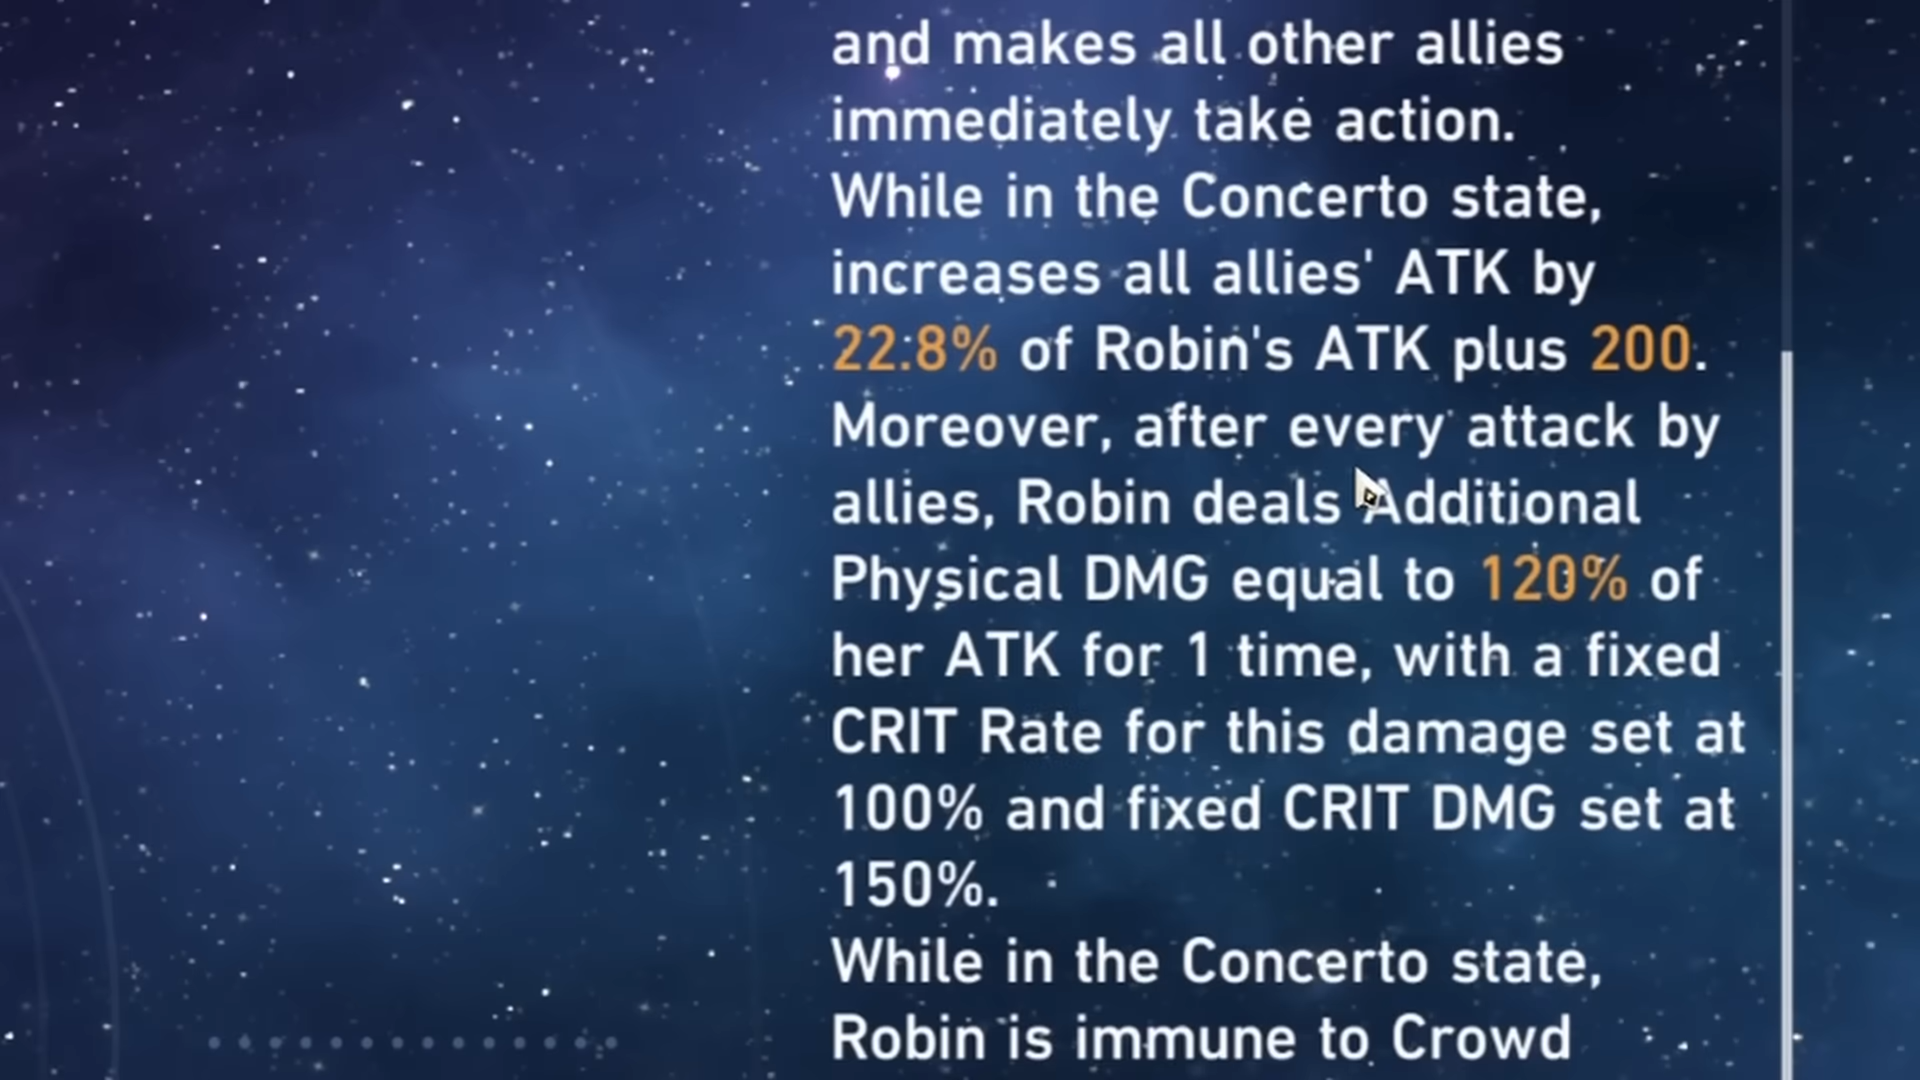 and makes all other allies
immediately take action.
While in the Concerto state,
increases all allies' ATK by
22.8% of Robin's ATK plus 200.
Moreover, after every attack by
allies, Robin deals Additional
Physical DMG equal to 120% of
her ATK for 1 time, with a fixed
CRIT Rate for this damage set at
100% and fixed CRIT DMG set at
150%.
While in the Concerto state,
Robin is immune to Crowd